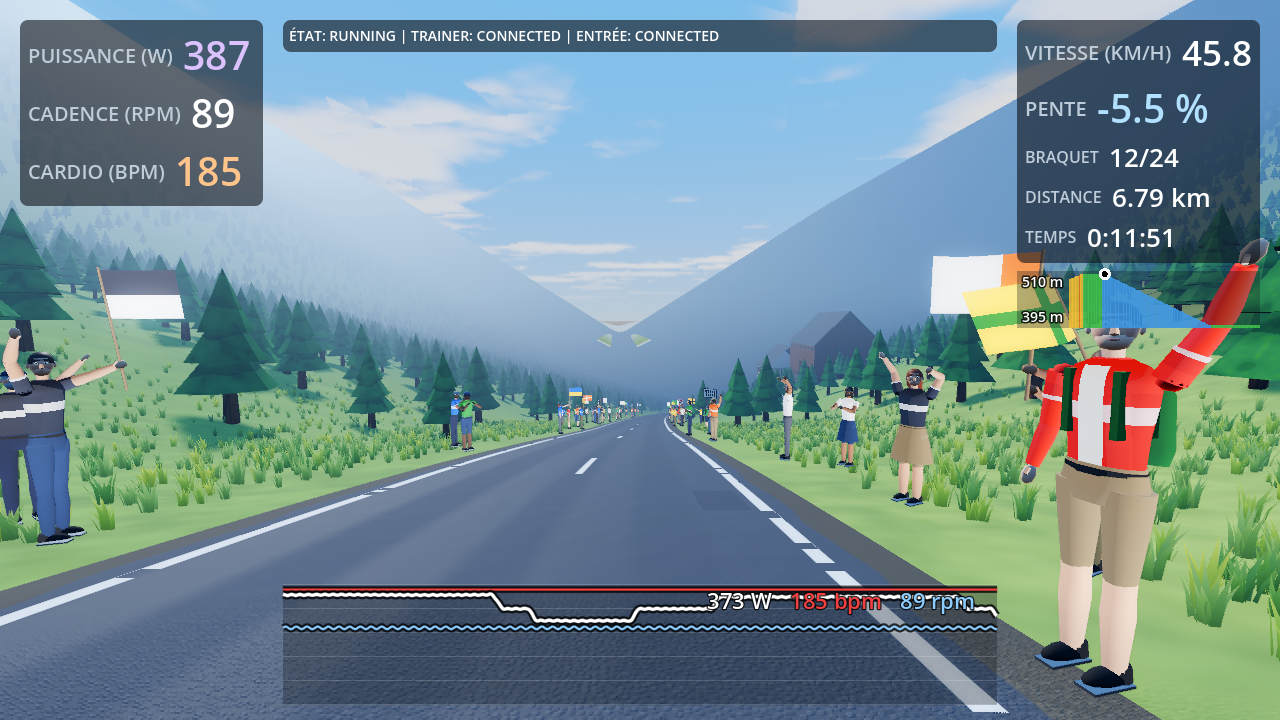 PUISSANCE (W) 387
CADENCE (RPM) 89
CARDIO (BPM) 185
ÉTAT: RUNNING | TRAINER: CONNECTED | ENTRÉE: CONNECTED
VITESSE (KM/H) 45.8
PENTE -5.5 %
BRAQUET 12/24
DISTANCE 6.79 km
TEMPS 0:11:51
510 m
395 m
373 W 185 bpm 89 rpm